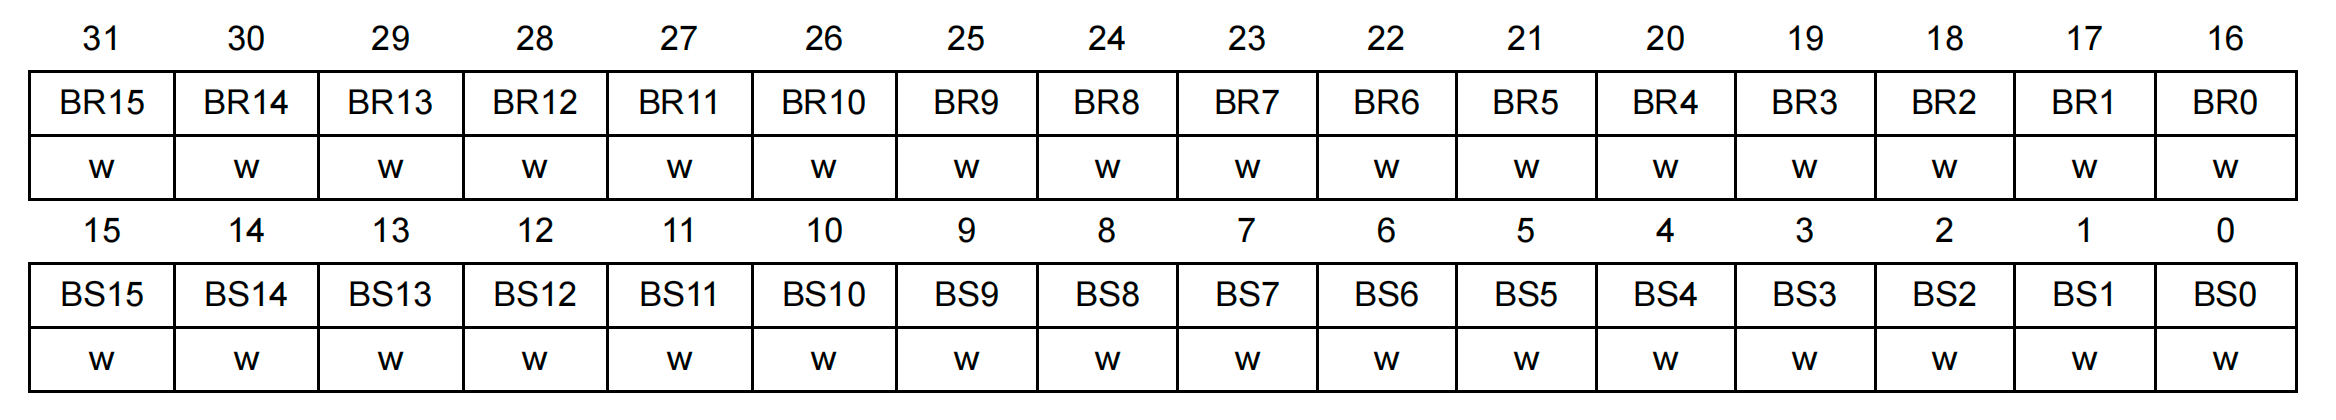 31 30 29 28 27 26 25 24 23 22 21 20 19 18 17 16
BR15 BR14 BR13 BR12 BR11 BR10 BR9 BR8 BR7 BR6 BR5 BR4 BR3 BR2 BR1 BR0
w w w w w w w w w w w w w w w w
15 14 13 12 11 10 9 8 7 6 5 4 3 2 1 0
BS15 BS14 BS13 BS12 BS11 BS10 BS9 BS8 BS7 BS6 BS5 BS4 BS3 BS2 BS1 BS0
w w w w w w w w w w w w w w w w